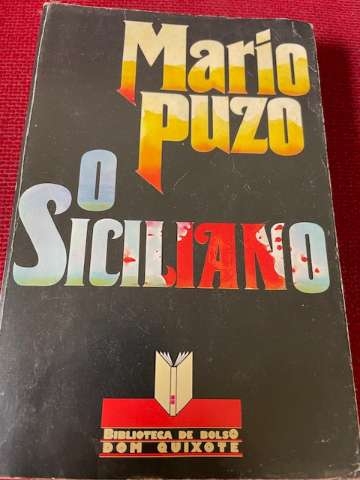 Mario
Puzo
O
SICILIANO
BIBLIOTECA DE BOLSO
DOM QUIXOTE